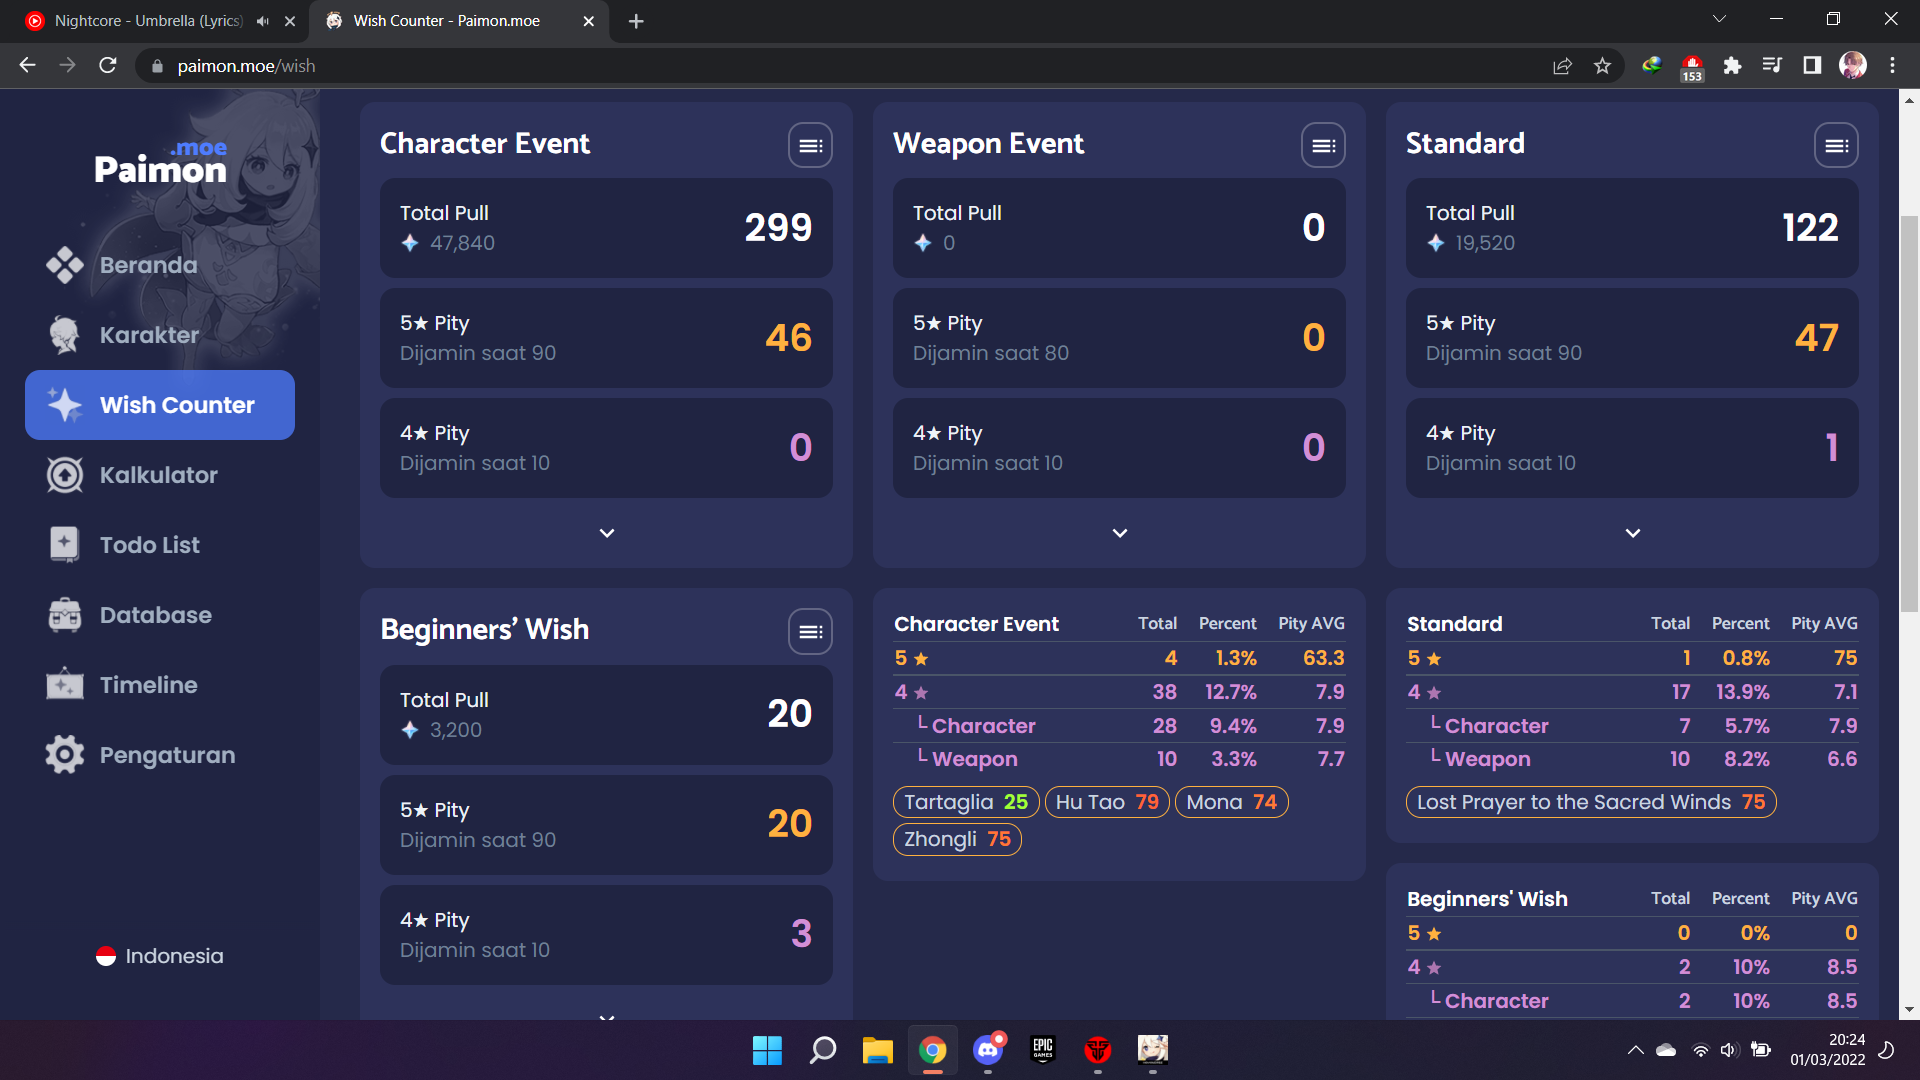 Nightcore - Umbrella (Lyrics)
Wish Counter - Paimon.moe
paimon.moe/wish
153
.moe
Paimon
Beranda
Karakter
Wish Counter
Kalkulator
Todo List
Database
Timeline
Pengaturan
Indonesia
Character Event
Total Pull
47,840
299
5★ Pity
Dijamin saat 90
46
4★ Pity
Dijamin saat 10
0
Weapon Event
Total Pull
0
0
5★ Pity
Dijamin saat 80
0
4★ Pity
Dijamin saat 10
0
Standard
Total Pull
19,520
122
5★ Pity
Dijamin saat 90
47
4★ Pity
Dijamin saat 10
1
Beginners' Wish
Total Pull
3,200
20
5★ Pity
Dijamin saat 90
20
4★ Pity
Dijamin saat 10
3
Character Event Total Percent Pity AVG
5 ★ 4 1.3% 63.3
4 ★ 38 12.7% 7.9
└ Character 28 9.4% 7.9
└ Weapon 10 3.3% 7.7
Tartaglia 25 Hu Tao 79 Mona 74
Zhongli 75
Standard Total Percent Pity AVG
5 ★ 1 0.8% 75
4 ★ 17 13.9% 7.1
└ Character 7 5.7% 7.9
└ Weapon 10 8.2% 6.6
Lost Prayer to the Sacred Winds 75
Beginners' Wish Total Percent Pity AVG
5 ★ 0 0% 0
4 ★ 2 10% 8.5
└ Character 2 10% 8.5
EPIC
GAMES
20:24
01/03/2022